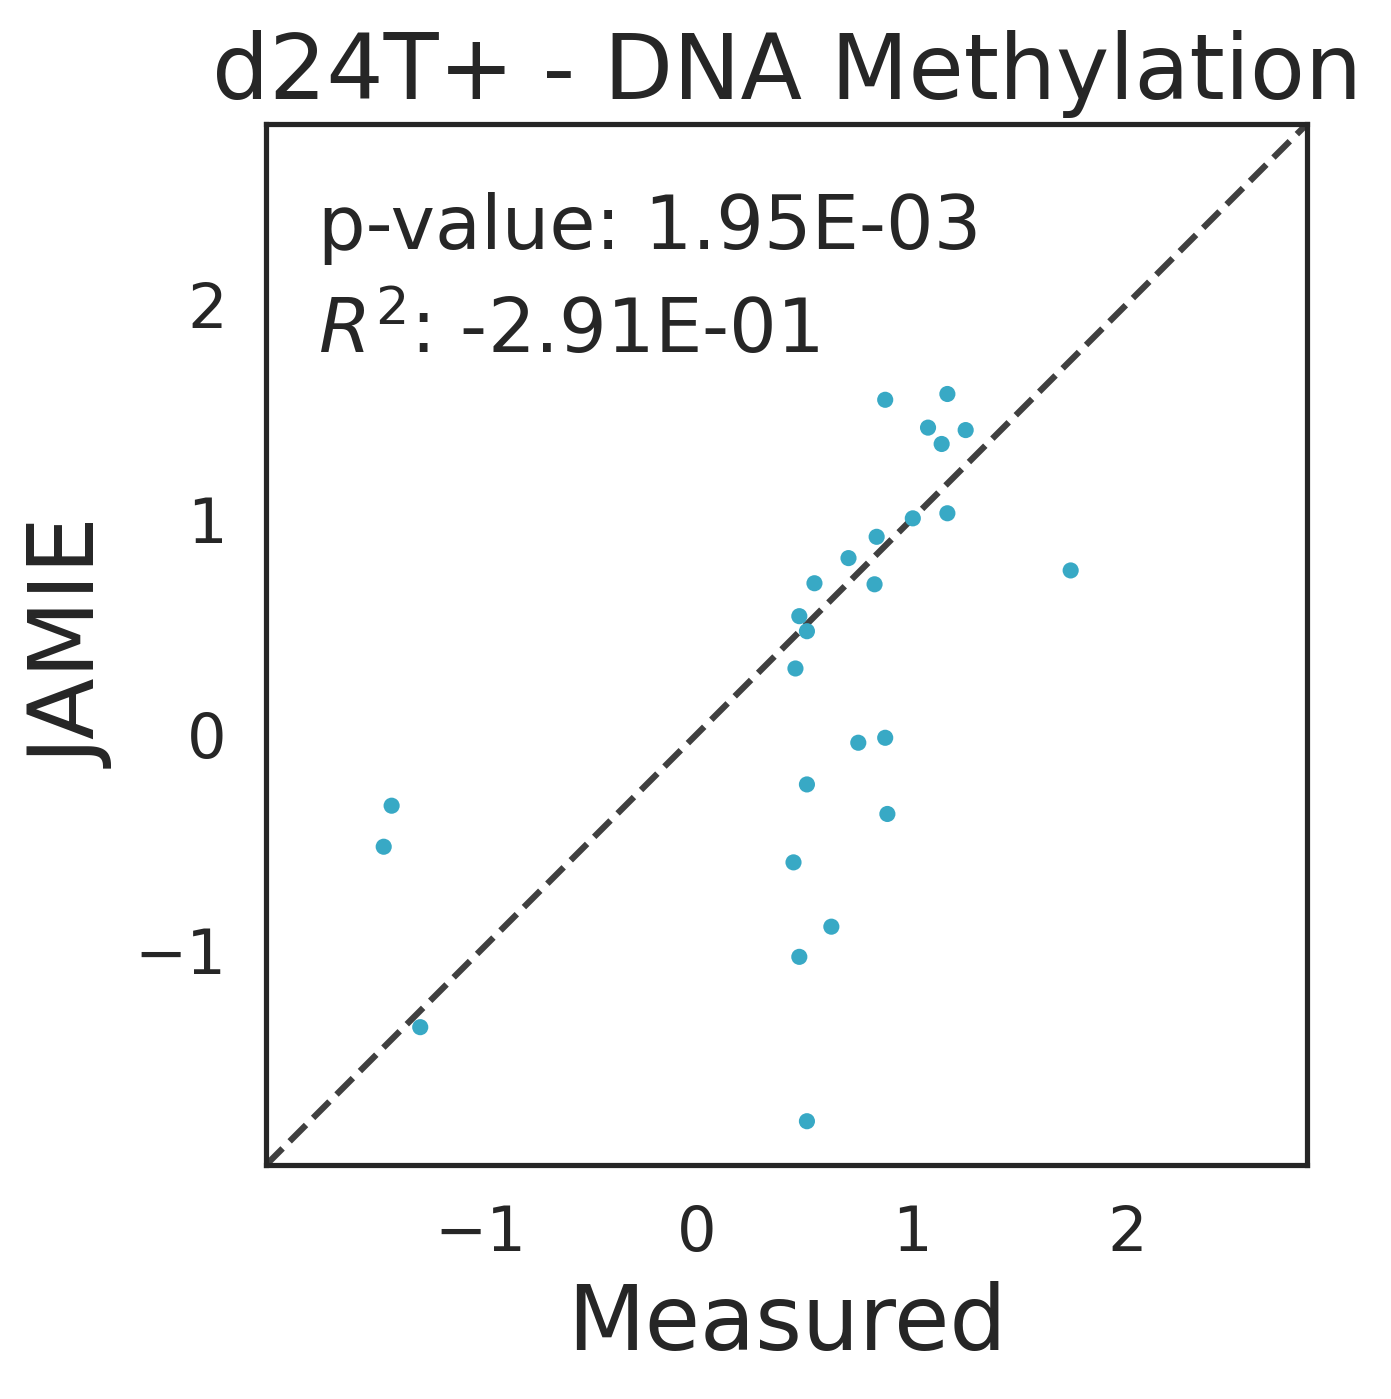 d24T+ - DNA Methylation
p-value: 1.95E-03
R²: -2.91E-01
2
1
0
−1
JAMIE
−1 0 1 2
Measured